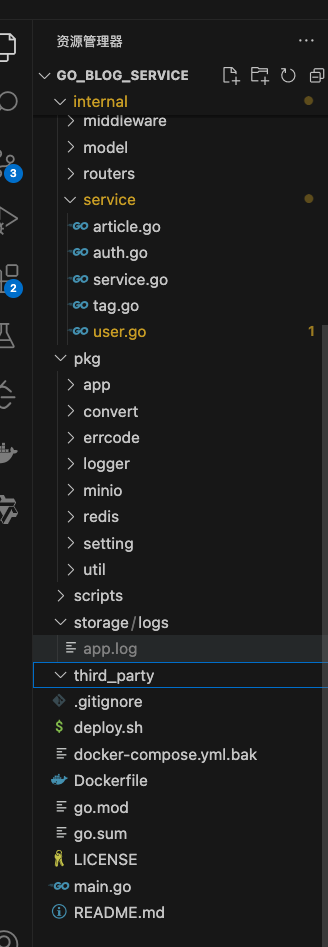 资源管理器 ...
GO_BLOG_SERVICE
internal
middleware
model
3
routers
service
article.go
auth.go
2
service.go
tag.go
user.go 1
pkg
app
convert
errcode
logger
minio
redis
setting
util
scripts
storage/logs
app.log
third_party
.gitignore
$ deploy.sh
docker-compose.yml.bak
Dockerfile
go.mod
go.sum
LICENSE
main.go
README.md